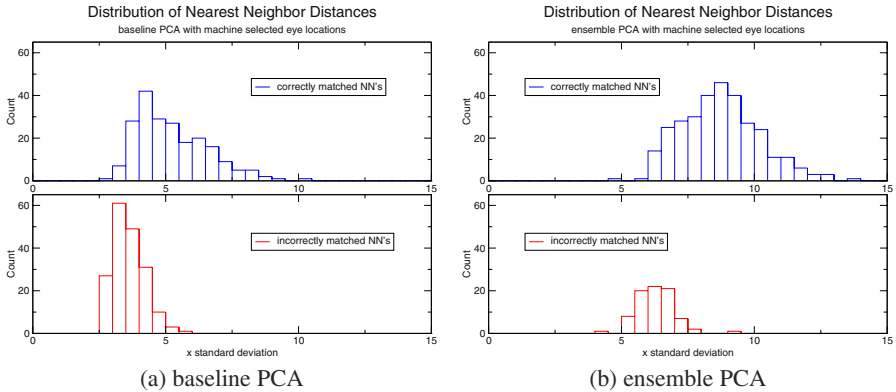 Distribution of Nearest Neighbor Distances
baseline PCA with machine selected eye locations
60
40
20
0
Count
correctly matched NN's
0 5 10 15
60
40
20
0
Count
incorrectly matched NN's
0 5 10 15
x standard deviation
(a) baseline PCA
Distribution of Nearest Neighbor Distances
ensemble PCA with machine selected eye locations
60
40
20
0
Count
correctly matched NN's
0 5 10 15
60
40
20
0
Count
incorrectly matched NN's
0 5 10 15
x standard deviation
(b) ensemble PCA